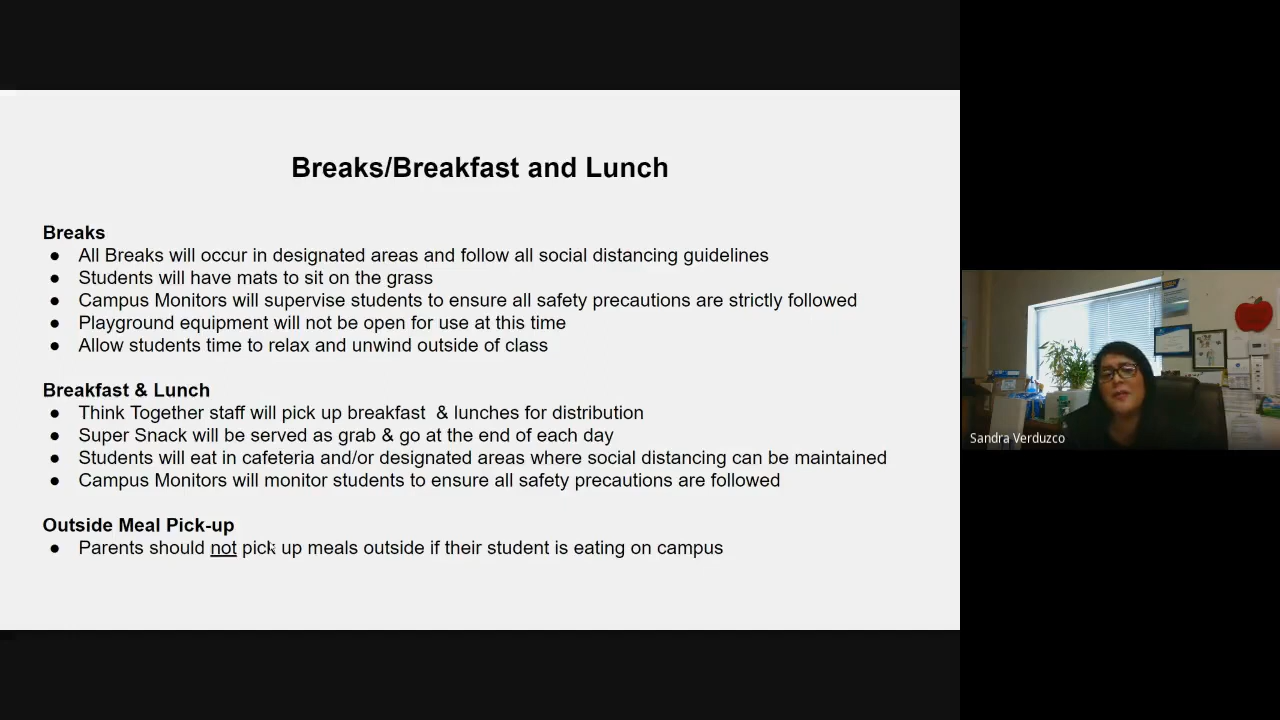 Breaks/Breakfast and Lunch
Breaks
● All Breaks will occur in designated areas and follow all social distancing guidelines
● Students will have mats to sit on the grass
● Campus Monitors will supervise students to ensure all safety precautions are strictly followed
● Playground equipment will not be open for use at this time
● Allow students time to relax and unwind outside of class
Breakfast & Lunch
● Think Together staff will pick up breakfast  & lunches for distribution
● Super Snack will be served as grab & go at the end of each day
● Students will eat in cafeteria and/or designated areas where social distancing can be maintained
● Campus Monitors will monitor students to ensure all safety precautions are followed
Outside Meal Pick-up
● Parents should not pick up meals outside if their student is eating on campus
Sandra Verduzco